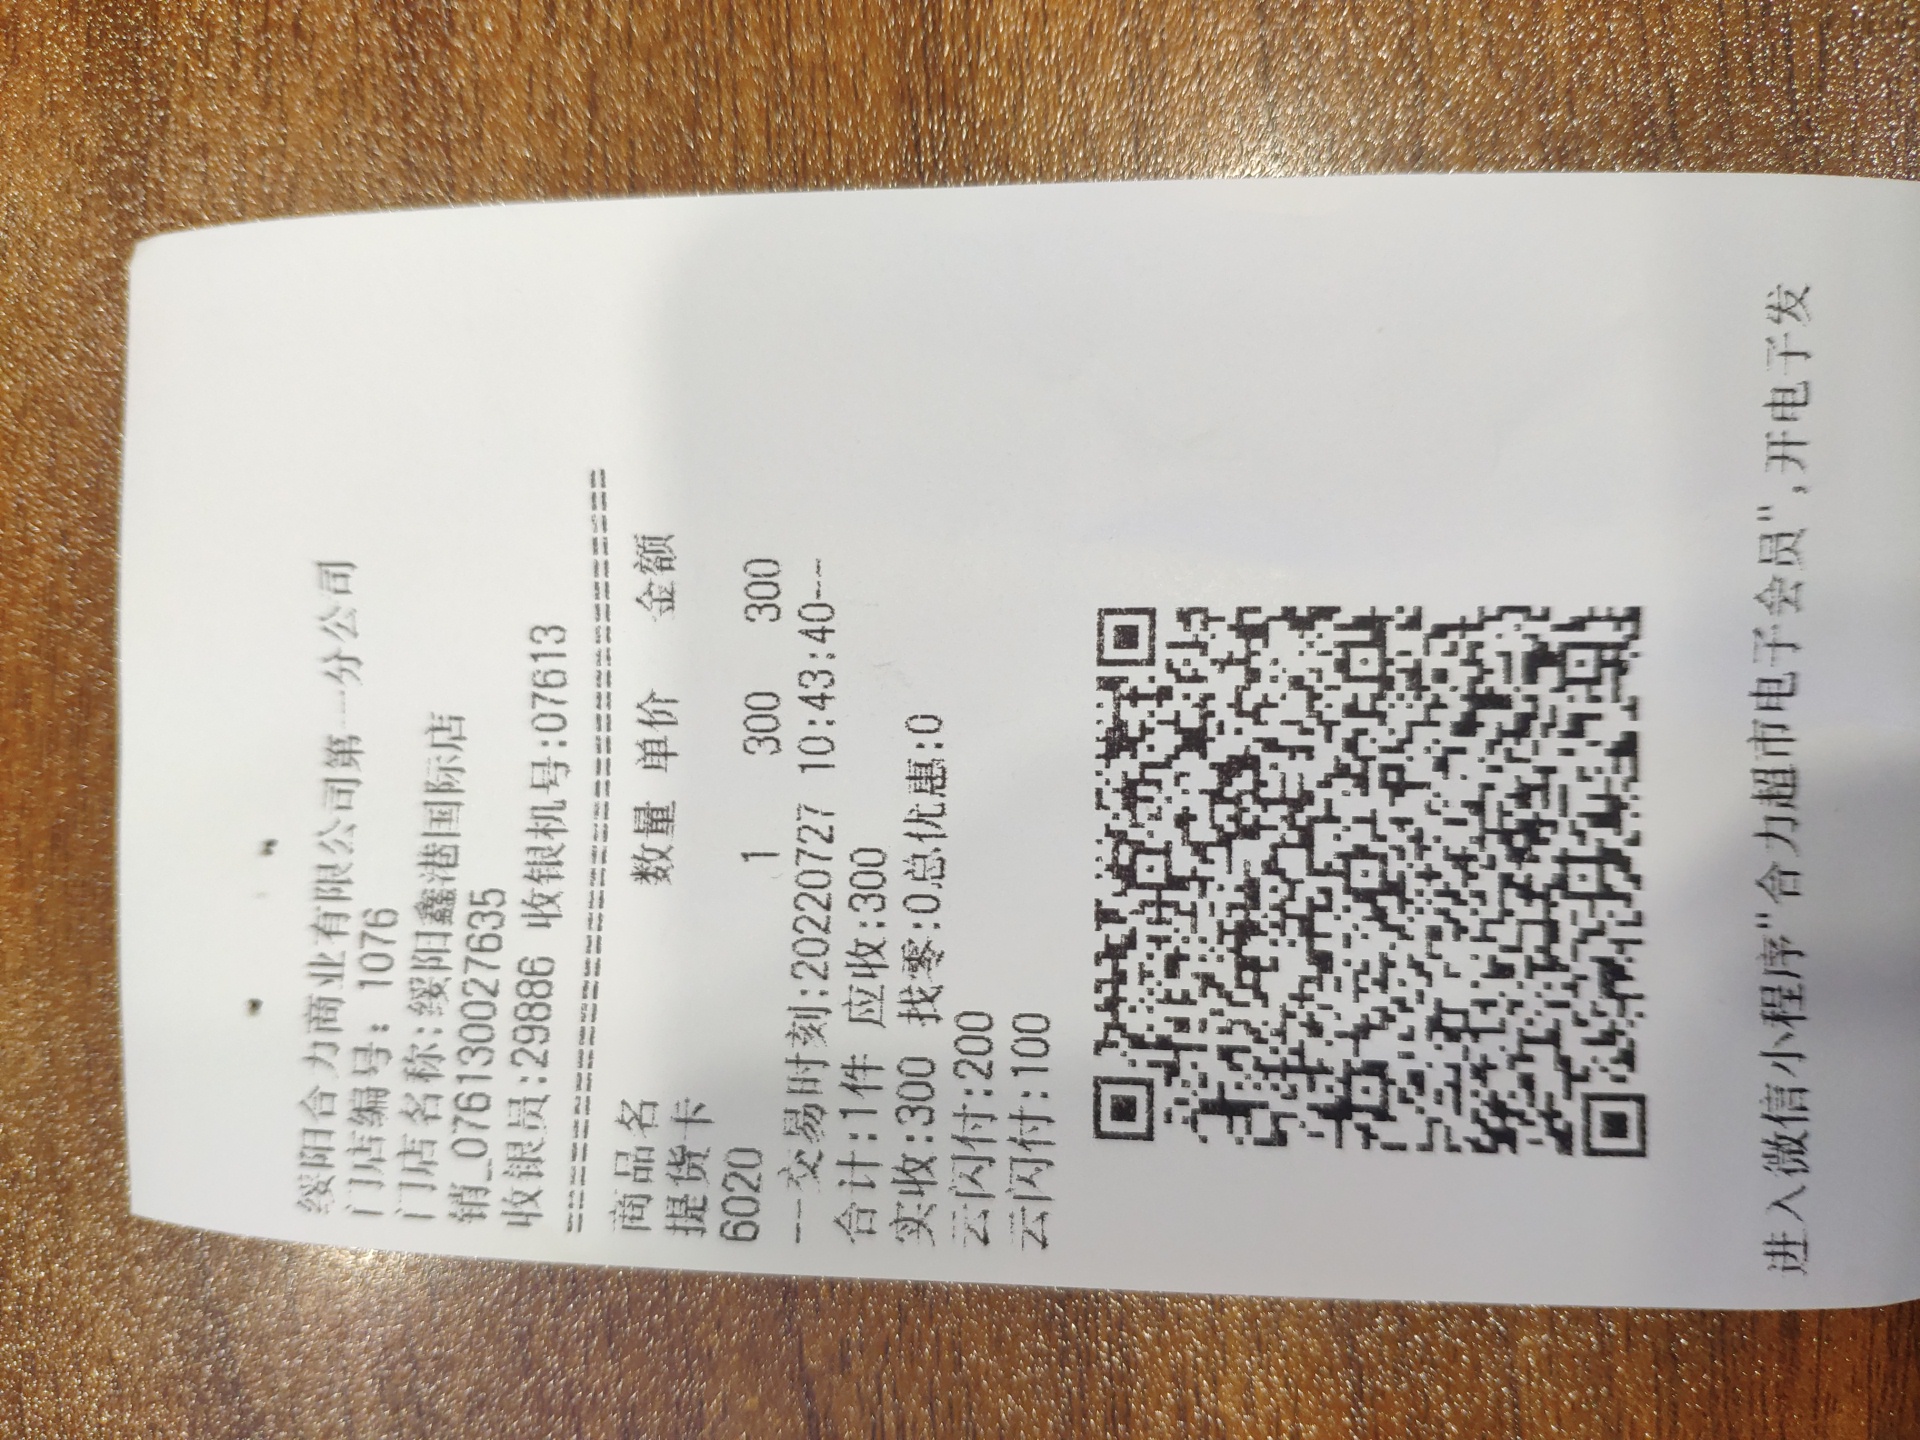 绥阳合力商业有限公司第一分公司
门店编号: 1076
门店名称:绥阳鑫港国际店
销_076130027635
收银员:29886 收银机号:07613
商品名 数量 单价 金额
提货卡
6020 1 300 300
--交易时刻:20220727 10:43:40--
合计:1件 应收:300
实收:300 找零:0总优惠:0
云闪付:200
云闪付:100
进入微信小程序"合力超市电子会员",开电子发